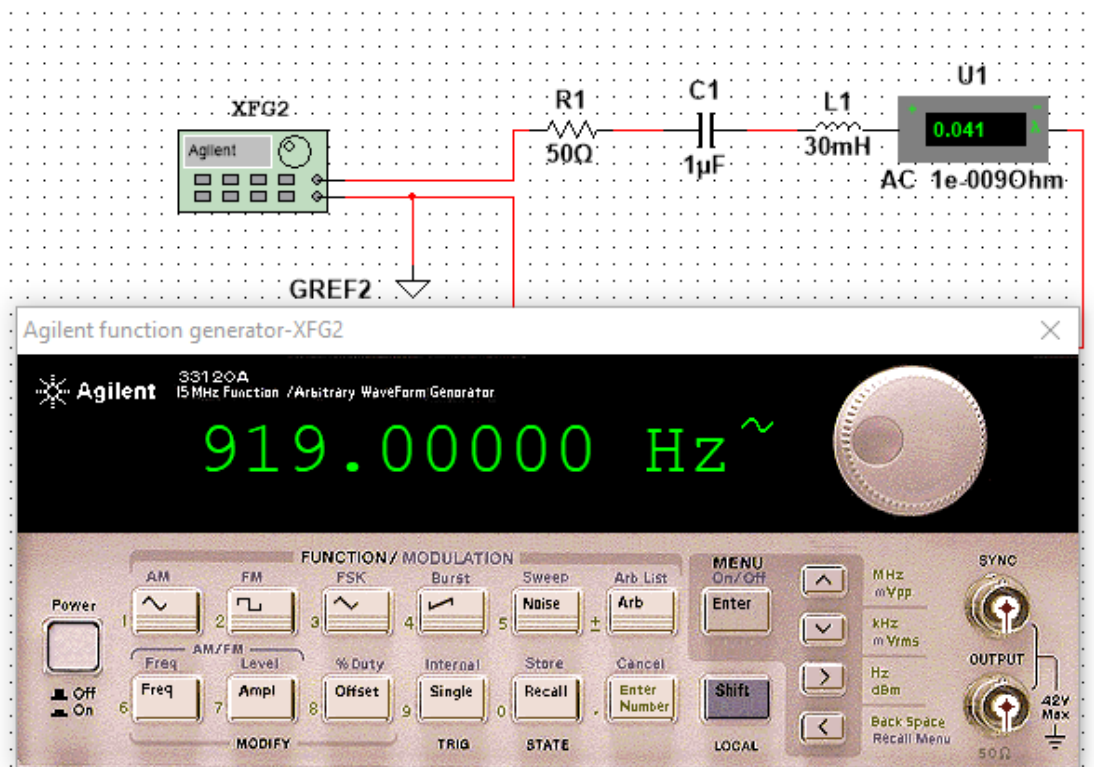 XFG2
Agilent
R1
50Ω
C1
1µF
L1
30mH
U1
+
-
0.041
A
AC 1e-009Ohm
GREF2
Agilent function generator-XFG2
Agilent
33120A
15 MHz Function / Arbitrary WaveForm Genorator
919.00000 Hz
FUNCTION / MODULATION
AM FM FSK Burst Sweep Arb List
MENU
On/Off
Power
1 2 3 4 5 Noise ± Arb
Enter
AM/FM
Freq Level % Duty Internal Store Cancel
6 Freq 7 Ampl 8 Offset 9 Single 0 Recall . Enter Number
Shift
Off
On
MODIFY TRIG STATE LOCAL
^
v
>
<
MHz
mVpp
kHz
mVrms
Hz
dBm
Back Space
Recall Menu
SYNC
OUTPUT
42V
Max
50Ω